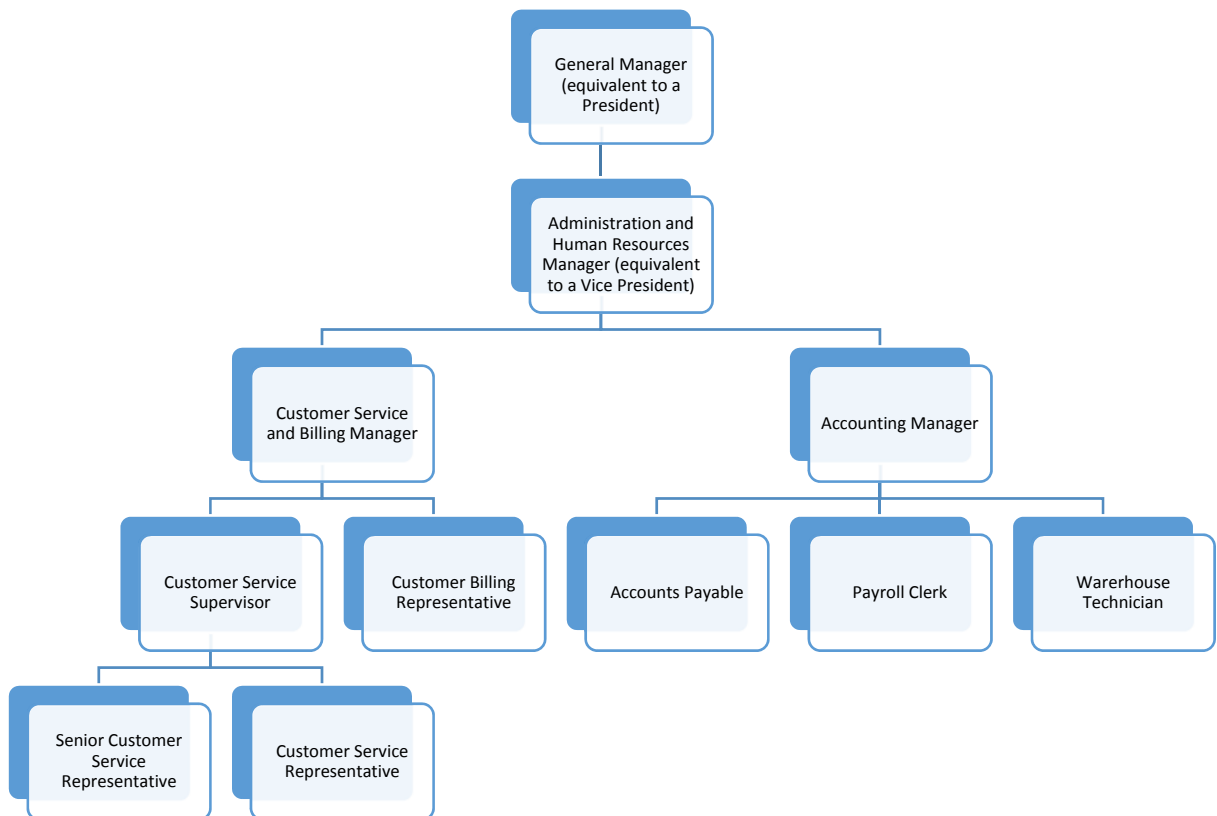 General Manager
(equivalent to a
President)
Administration and
Human Resources
Manager (equivalent
to a Vice President)
Customer Service
and Billing Manager
Accounting Manager
Customer Service
Supervisor
Customer Billing
Representative
Accounts Payable
Payroll Clerk
Warerhouse
Technician
Senior Customer
Service
Representative
Customer Service
Representative